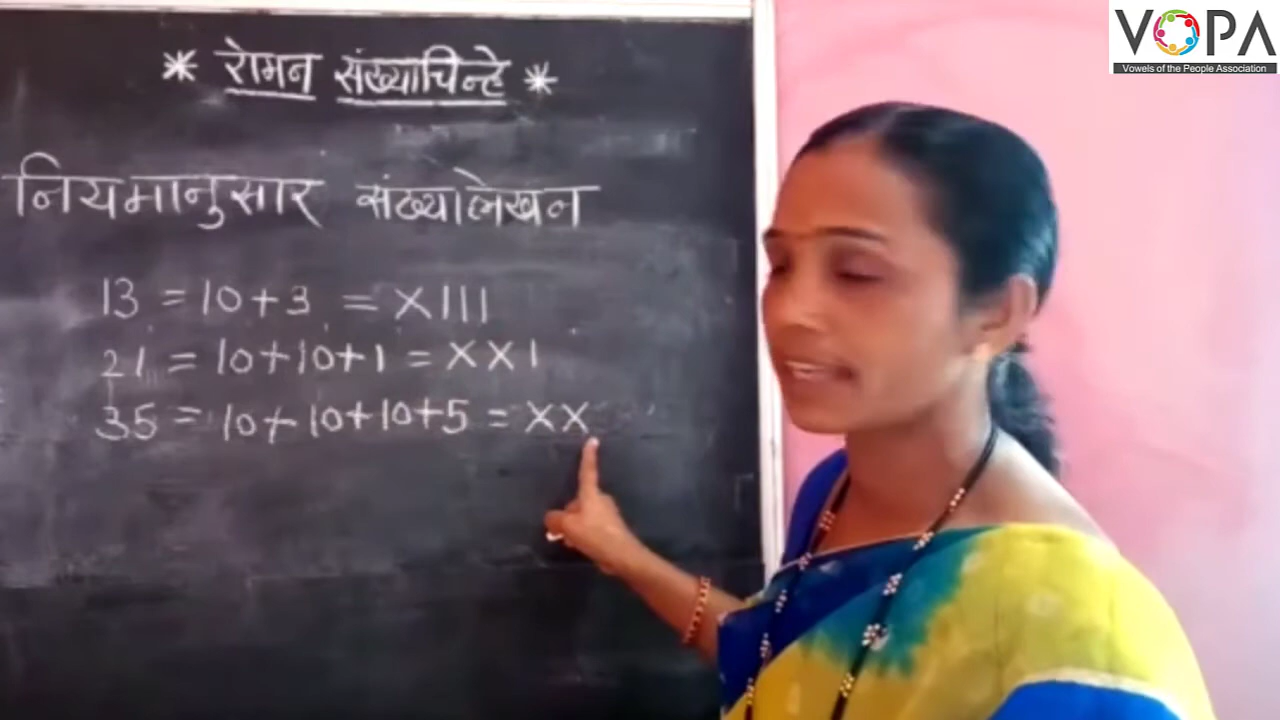 * रोमन संख्याचिन्हे *
नियमानुसार संख्यालेखन
13 = 10 + 3 = XIII
21 = 10+10+1 = XXI
35 = 10+10+10+5 = XX
VOPA
Vowels of the People Association